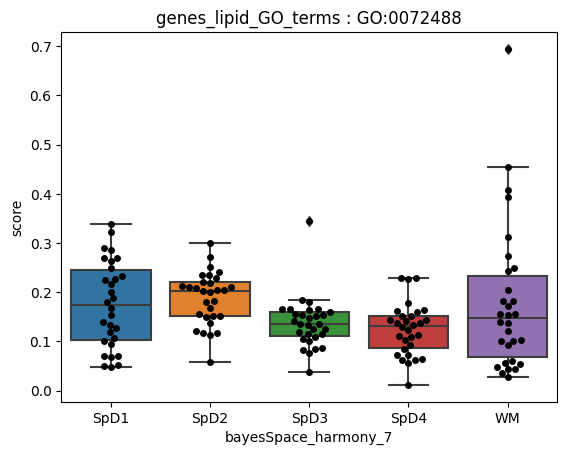 genes_lipid_GO_terms : GO:0072488
0.7
0.6
0.5
0.4
0.3
0.2
0.1
0.0
score
SpD1 SpD2 SpD3 SpD4 WM
bayesSpace_harmony_7